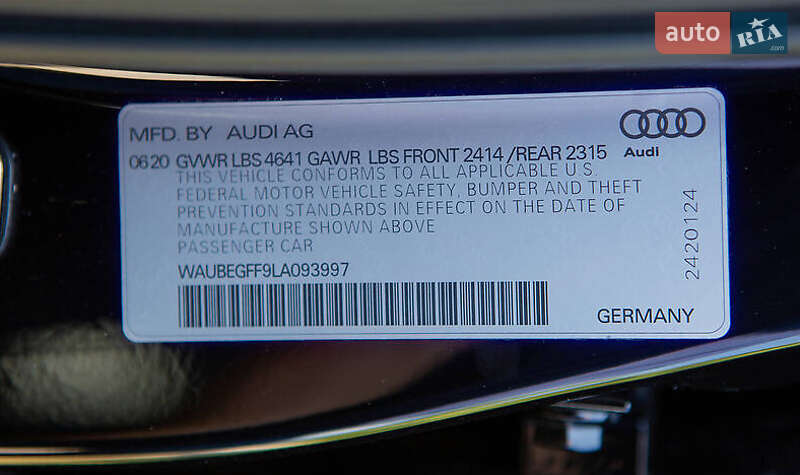 auto RIA.com
MFD. BY AUDI AG
Audi
0620 GVWR LBS 4641 GAWR LBS FRONT 2414 /REAR 2315
THIS VEHICLE CONFORMS TO ALL APPLICABLE U.S.
FEDERAL MOTOR VEHICLE SAFETY, BUMPER AND THEFT
PREVENTION STANDARDS IN EFFECT ON THE DATE OF
MANUFACTURE SHOWN ABOVE
PASSENGER CAR
WAUBEGFF9LA093997
2420124
GERMANY